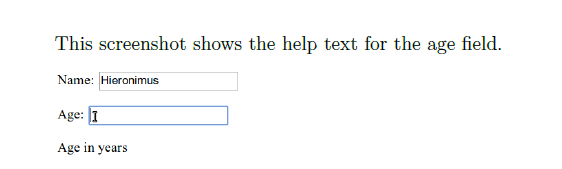 This screenshot shows the help text for the age field.
Name: Hieronimus
Age:
Age in years